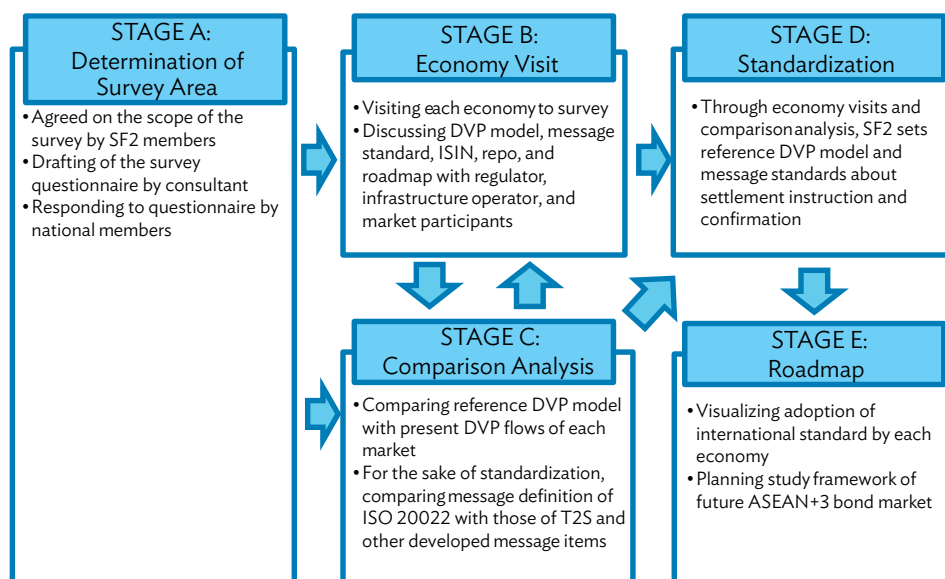 STAGE A:
Determination of
Survey Area
• Agreed on the scope of the
survey by SF2 members
• Drafting of the survey
questionnaire by consultant
• Responding to questionnaire by
national members
STAGE B:
Economy Visit
• Visiting each economy to survey
• Discussing DVP model, message
standard, ISIN, repo, and
roadmap with regulator,
infrastructure operator, and
market participants
STAGE C:
Comparison Analysis
• Comparing reference DVP model
with present DVP flows of each
market
• For the sake of standardization,
comparing message definition of
ISO 20022 with those of T2S and
other developed message items
STAGE D:
Standardization
• Through economy visits and
comparison analysis, SF2 sets
reference DVP model and
message standards about
settlement instruction and
confirmation
STAGE E:
Roadmap
• Visualizing adoption of
international standard by each
economy
• Planning study framework of
future ASEAN+3 bond market